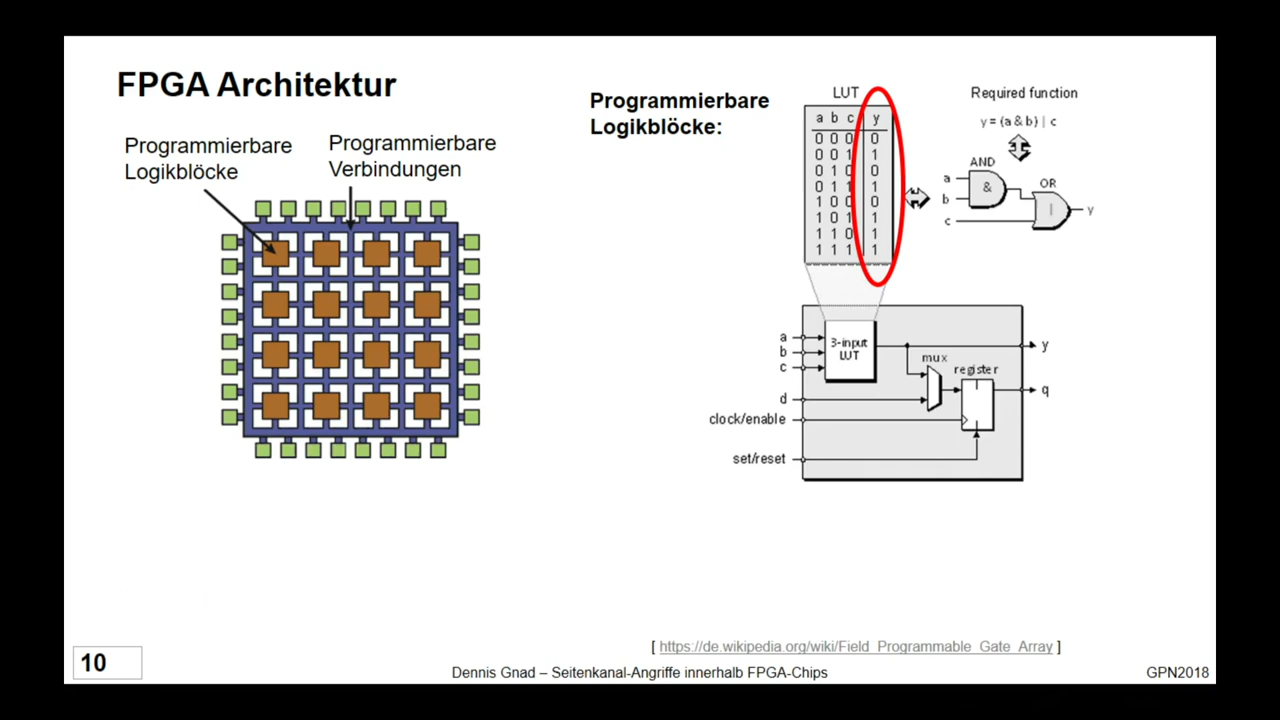 FPGA Architektur
Programmierbare
Logikblöcke
Programmierbare
Verbindungen
Programmierbare
Logikblöcke:
LUT
a b c y
0 0 0 0
0 0 1 1
0 1 0 0
0 1 1 1
1 0 0 0
1 0 1 1
1 1 0 1
1 1 1 1
Required function
y = (a & b) | c
AND
a
b
c
&
OR
|
y
a
b
c
3-input
LUT
mux
register
y
q
d
clock/enable
set/reset
[ https://de.wikipedia.org/wiki/Field_Programmable_Gate_Array ]
10
Dennis Gnad – Seitenkanal-Angriffe innerhalb FPGA-Chips
GPN2018